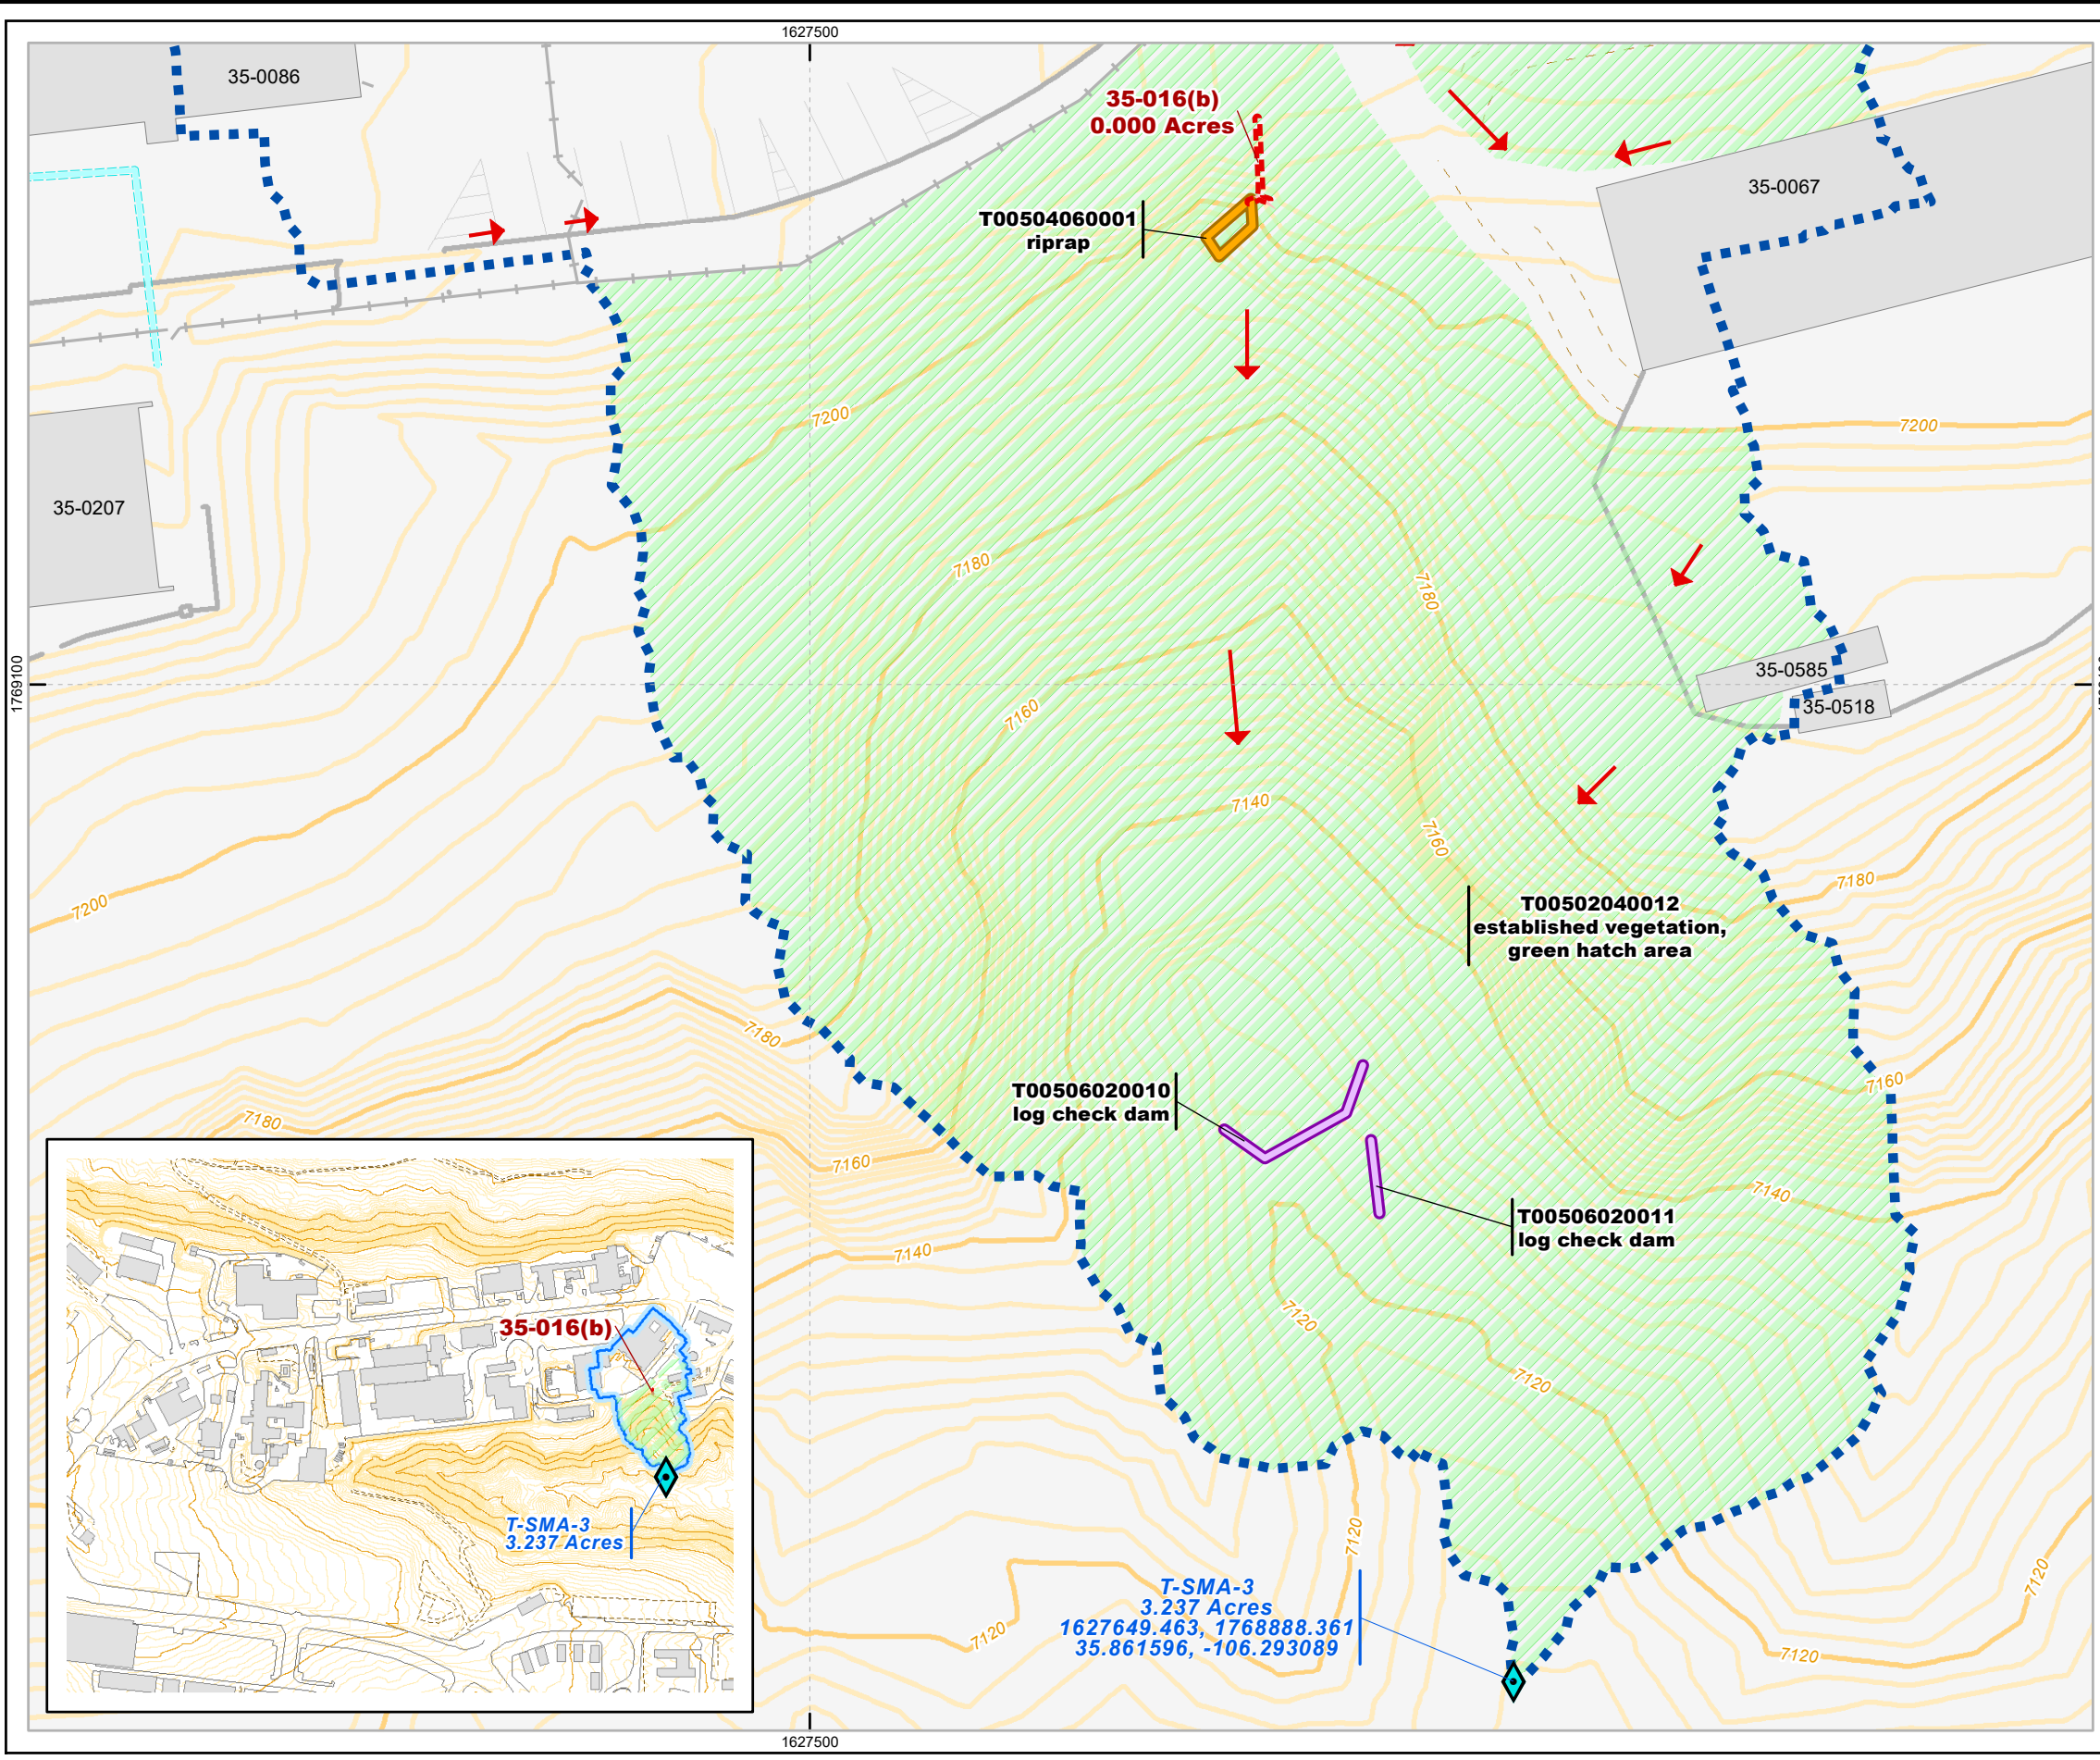 1627500
35-0086
35-016(b)
0.000 Acres
35-0067
T00504060001
riprap
7200
7200
35-0207
7180
7180
35-0585
1769100
35-0518
7160
7140
7160
7180
7200
T00502040012
established vegetation,
green hatch area
7180
7160
T00506020010
log check dam
7180
7160
7140
T00506020011
log check dam
7140
7120
35-016(b)
7120
T-SMA-3
3.237 Acres
7120
7120
T-SMA-3
3.237 Acres
1627649.463, 1768888.361
35.861596, -106.293089
7120
7120
1627500